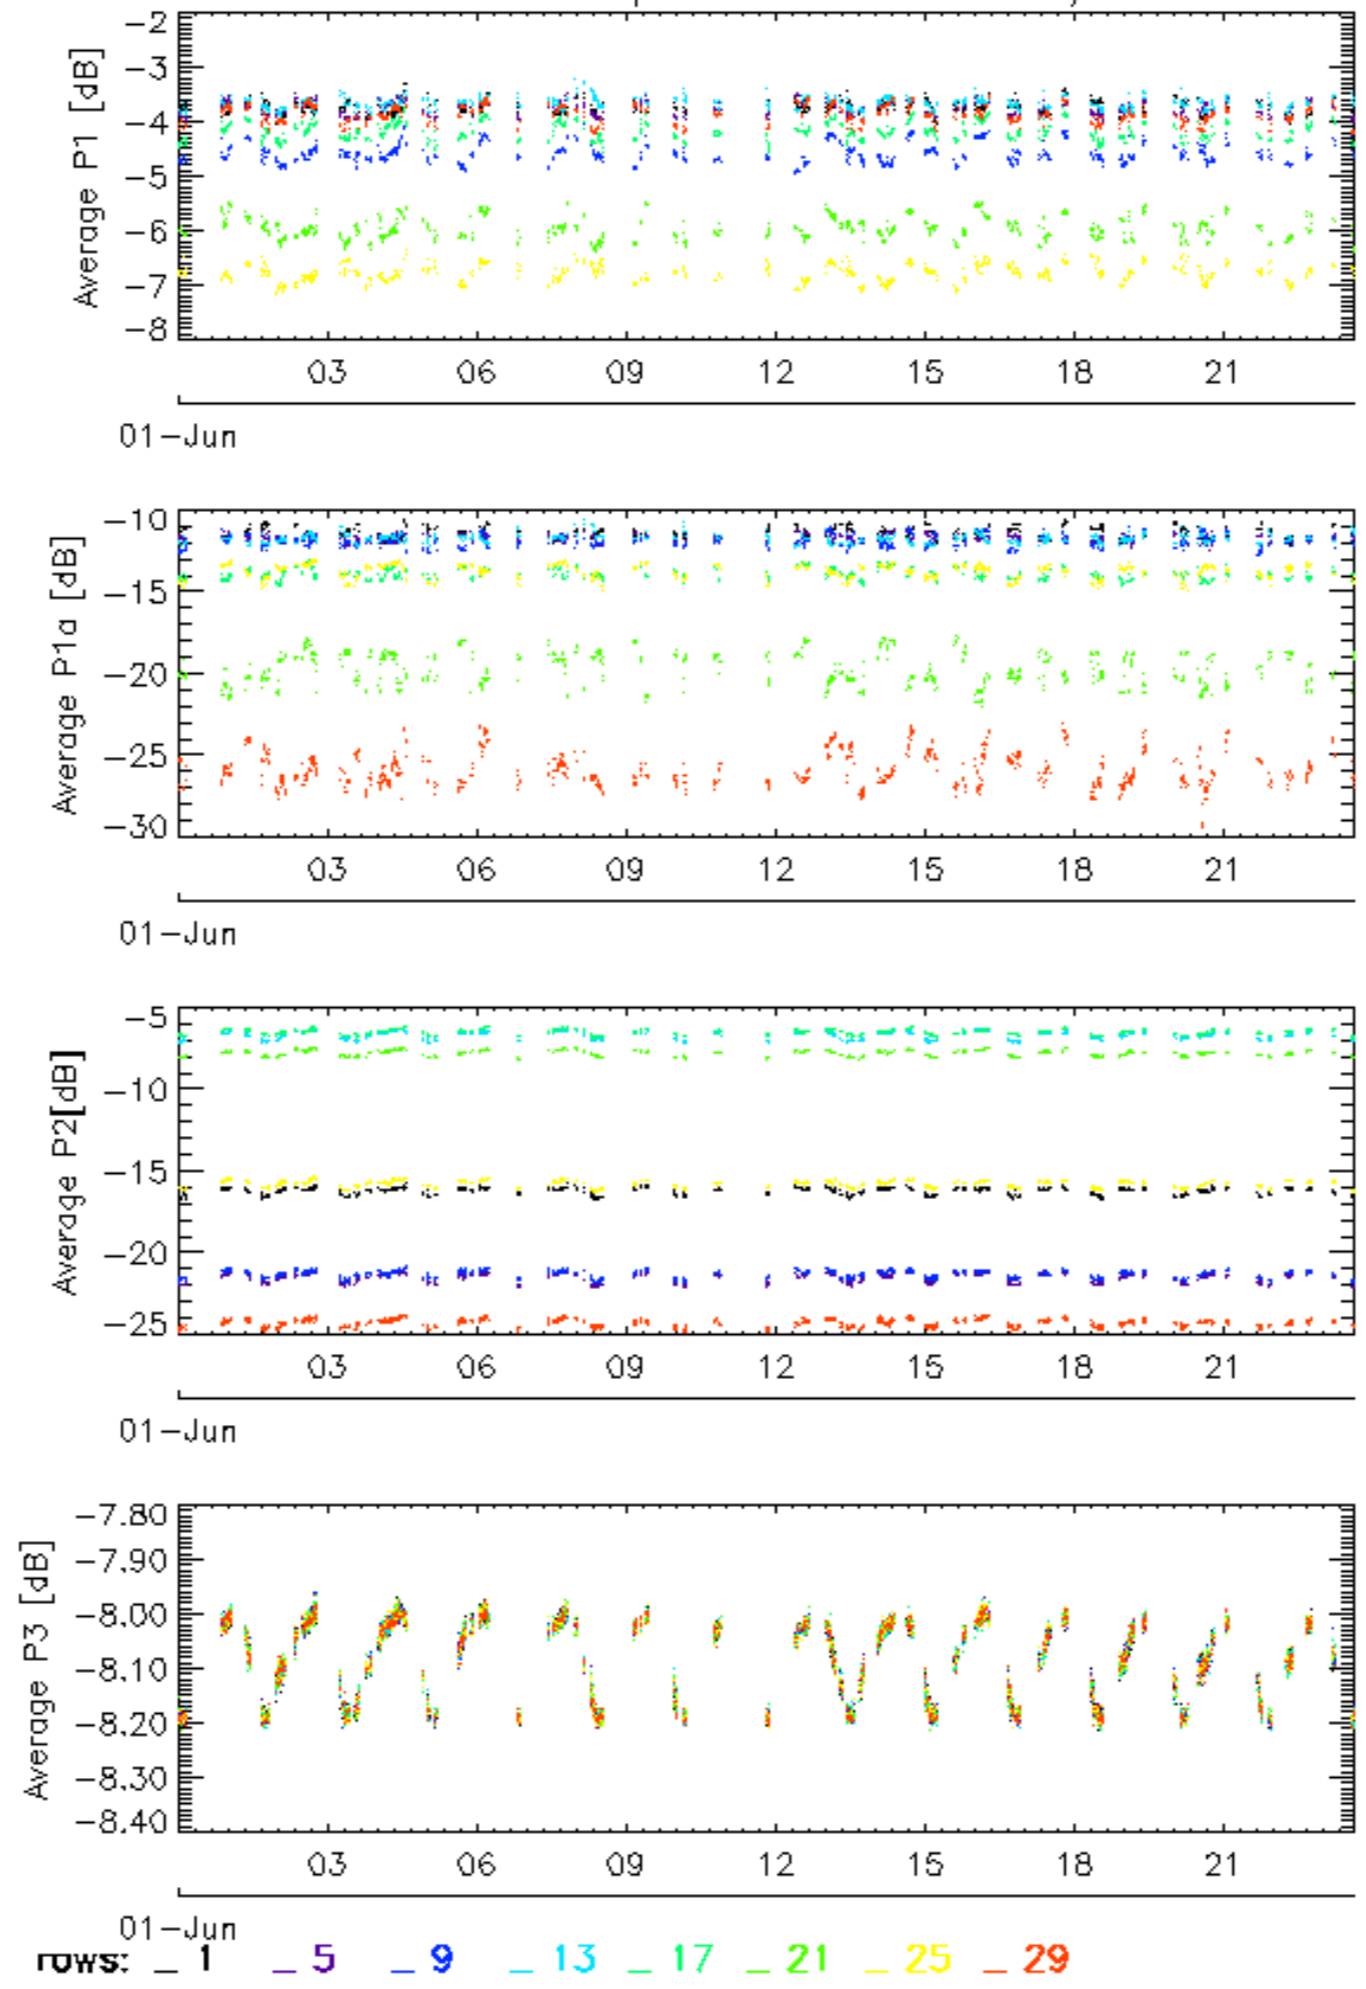 -2
-3
-4
-5
-6
-7
-8
Average P1 [dB]
03 06 09 12 15 18 21
01-Jun
-10
-15
-20
-25
-30
Average P1a [dB]
03 06 09 12 15 18 21
01-Jun
-5
-10
-15
-20
-25
Average P2[dB]
03 06 09 12 15 18 21
01-Jun
-7.80
-7.90
-8.00
-8.10
-8.20
-8.30
-8.40
Average P3 [dB]
03 06 09 12 15 18 21
01-Jun
rows: _ 1 _ 5 _ 9 _ 13 _ 17 _ 21 _ 25 _ 29